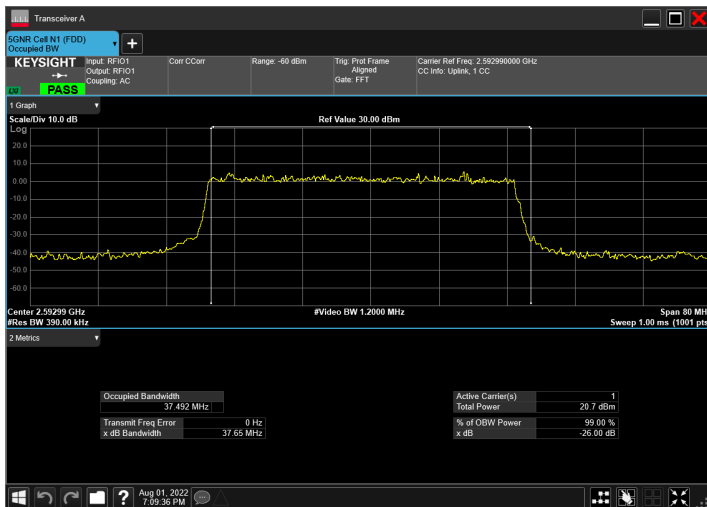 Transceiver A
5GNR Cell N1 (FDD)
Occupied BW
KEYSIGHT
LXI
PASS
Input: RFIO1
Output: RFIO1
Coupling: AC
Corr CCorr
Range: -60 dBm
Trig: Prot Frame
Aligned
Gate: FFT
Carrier Ref Freq: 2.592990000 GHz
CC Info: Uplink, 1 CC
1 Graph
Scale/Div 10.0 dB
Ref Value 30.00 dBm
Log
20.0
10.0
0.00
-10.0
-20.0
-30.0
-40.0
-50.0
-60.0
Center 2.59299 GHz
#Video BW 1.2000 MHz
Span 80 MH
#Res BW 390.00 kHz
Sweep 1.00 ms (1001 pts
2 Metrics
Occupied Bandwidth
37.492 MHz
Transmit Freq Error 0 Hz
x dB Bandwidth 37.65 MHz
Active Carrier(s) 1
Total Power 20.7 dBm
% of OBW Power 99.00 %
x dB -26.00 dB
?
Aug 01, 2022
7:09:36 PM